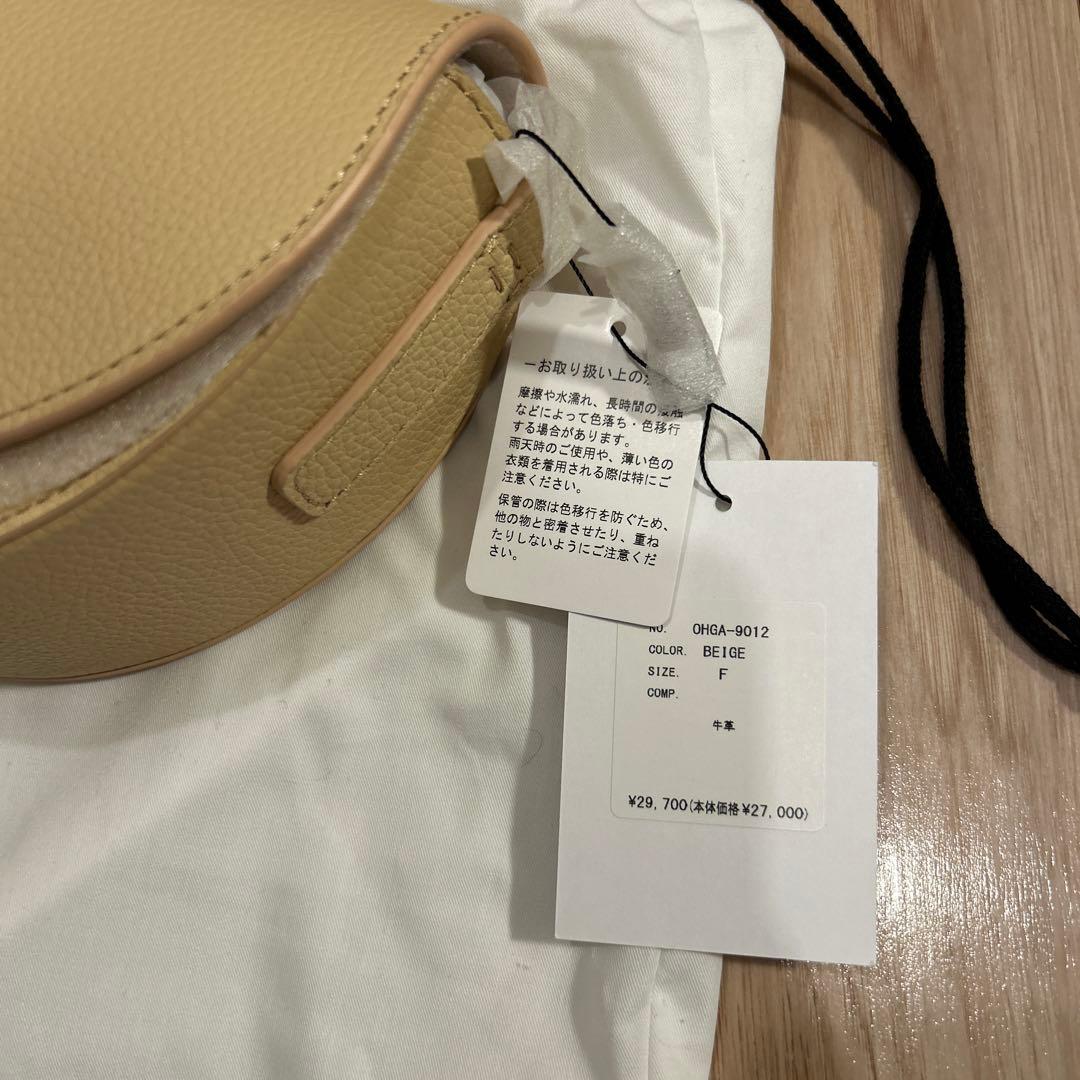 －お取り扱い上の
摩擦や水濡れ、長時間の接触
などによって色落ち・色移行
する場合があります。
雨天時のご使用や、薄い色の
衣類を着用される際は特にご
注意ください。
保管の際は色移行を防ぐため、
他の物と密着させたり、重ね
たりしないようにご注意くだ
さい。
NO. OHGA-9012
COLOR. BEIGE
SIZE. F
COMP.
牛革
¥29,700(本体価格¥27,000)